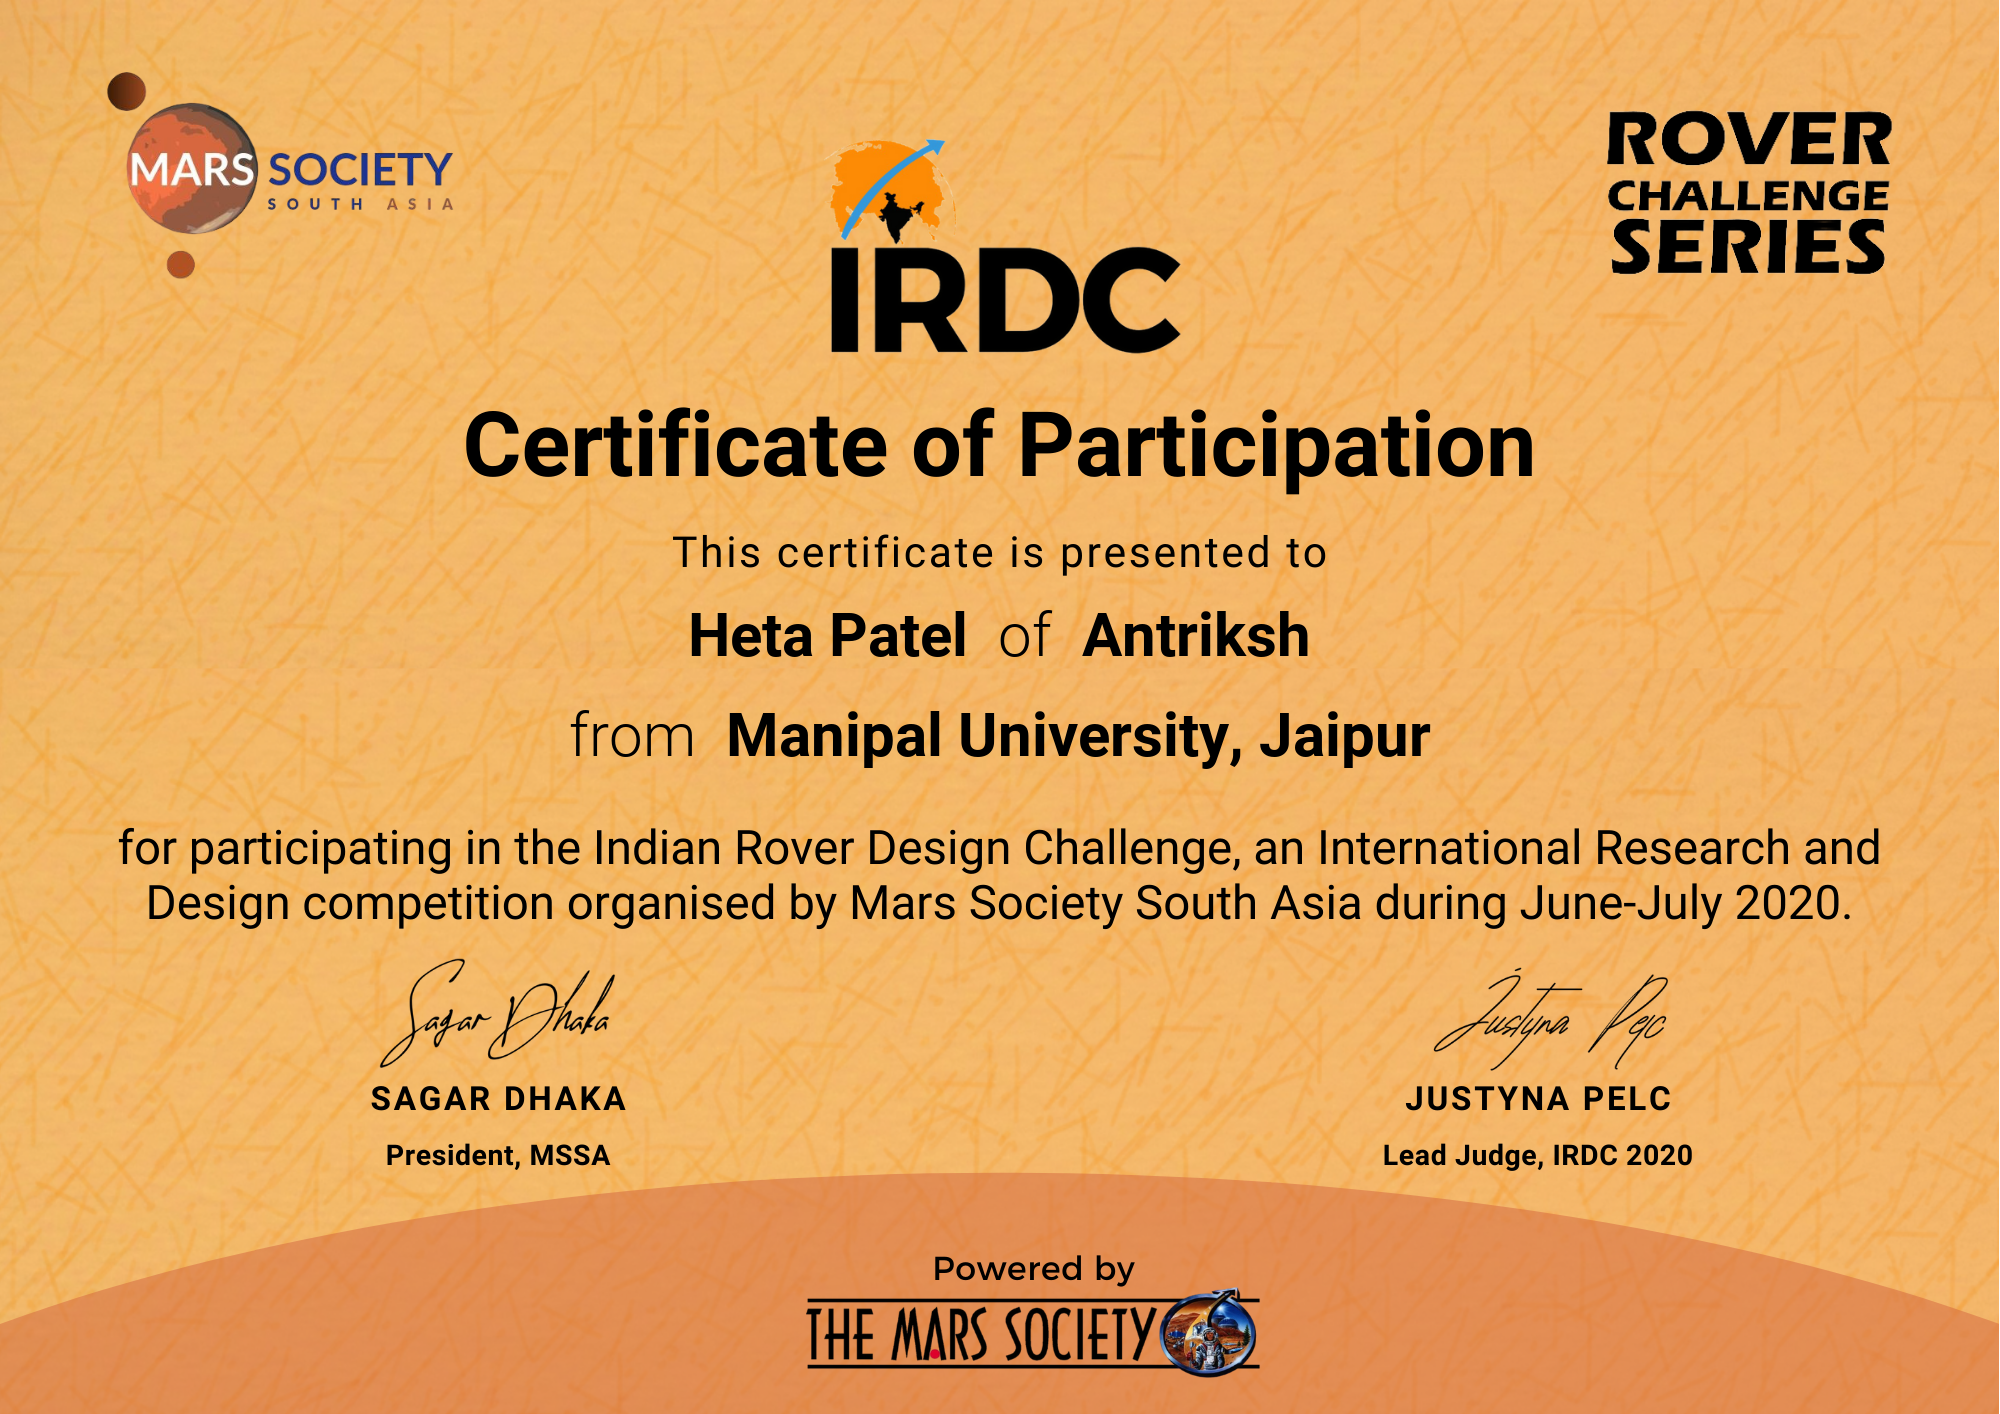 MARS SOCIETY
SOUTH ASIA
ROVER
CHALLENGE
SERIES
IRDC
Certificate of Participation
This certificate is presented to
Heta Patel of Antriksh
from Manipal University, Jaipur
for participating in the Indian Rover Design Challenge, an International Research and
Design competition organised by Mars Society South Asia during June-July 2020.
Sagar Dhaka
Justyna Pelc
SAGAR DHAKA
JUSTYNA PELC
President, MSSA
Lead Judge, IRDC 2020
Powered by
THE MARS SOCIETY